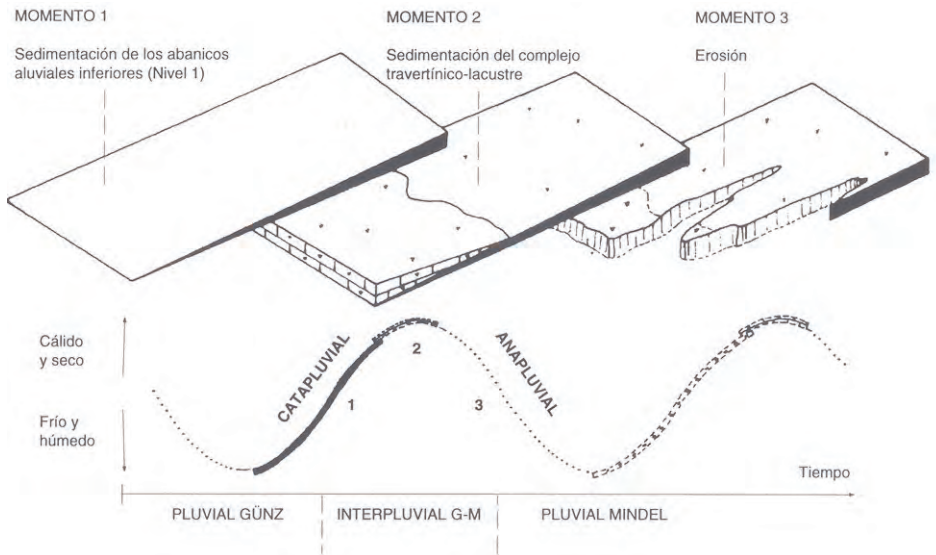 MOMENTO 1
Sedimentación de los abanicos
aluviales inferiores (Nivel 1)
MOMENTO 2
Sedimentación del complejo
travertínico-lacustre
MOMENTO 3
Erosión
Cálido
y seco
Frío y
húmedo
CATAPLUVIAL
1
2
ANAPLUVIAL
3
Tiempo
PLUVIAL GÜNZ
INTERPLUVIAL G-M
PLUVIAL MINDEL